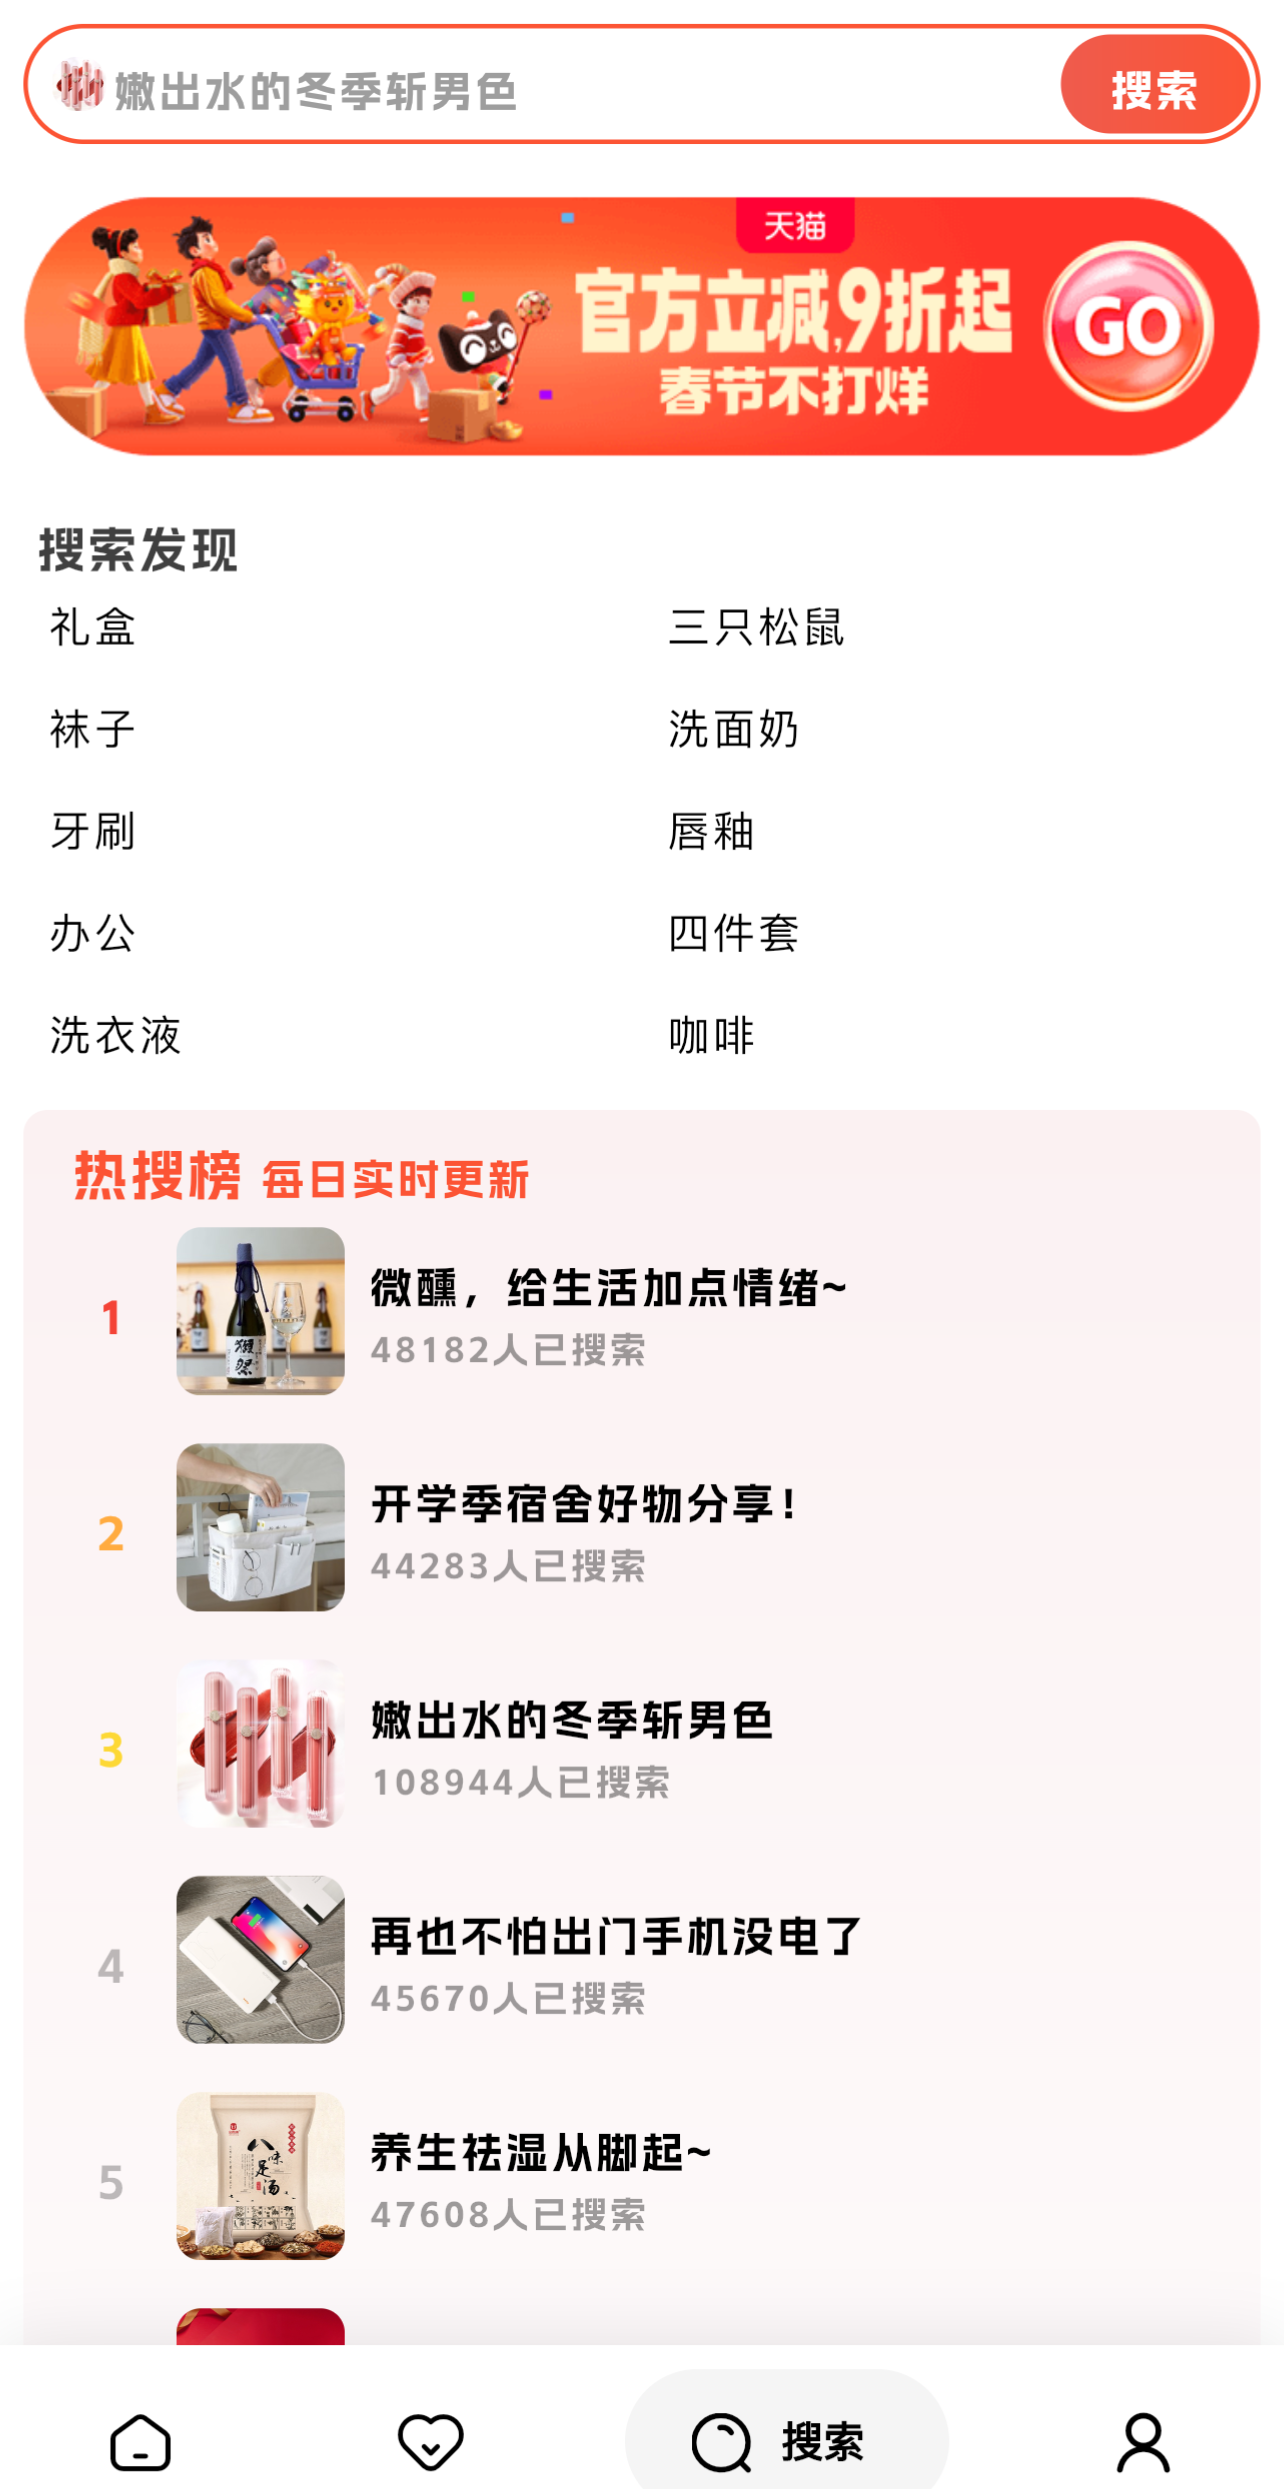 嫩出水的冬季斩男色
搜索
天猫
官方立减,9折起
春节不打烊
GO
搜索发现
礼盒
三只松鼠
袜子
洗面奶
牙刷
唇釉
办公
四件套
洗衣液
咖啡
热搜榜 每日实时更新
1
微醺，给生活加点情绪~
48182人已搜索
獭祭
2
开学季宿舍好物分享！
44283人已搜索
3
嫩出水的冬季斩男色
108944人已搜索
4
再也不怕出门手机没电了
45670人已搜索
5
养生祛湿从脚起~
47608人已搜索
八味足汤
搜索